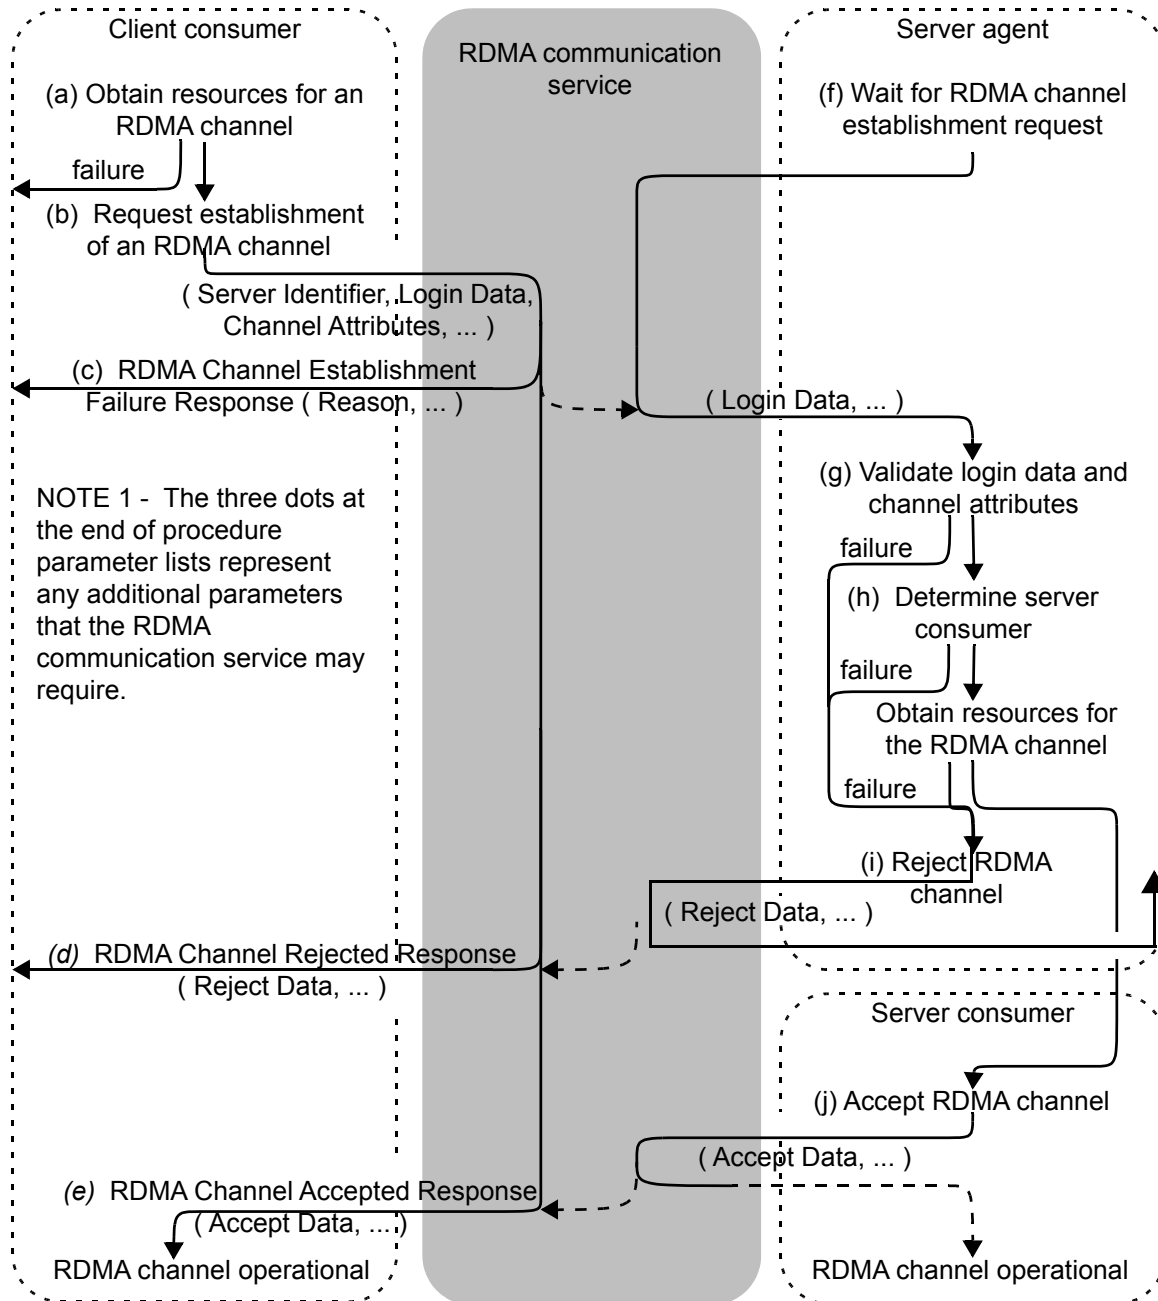 Client consumer
(a) Obtain resources for an
RDMA channel
failure
(b)  Request establishment
of an RDMA channel
( Server Identifier, Login Data,
Channel Attributes, ... )
(c)  RDMA Channel Establishment
Failure Response ( Reason, ... )
NOTE 1 -  The three dots at
the end of procedure
parameter lists represent
any additional parameters
that the RDMA
communication service may
require.
(d)  RDMA Channel Rejected Response
( Reject Data, ... )
(e)  RDMA Channel Accepted Response
( Accept Data, ... )
RDMA channel operational
RDMA communication
service
Server agent
(f) Wait for RDMA channel
establishment request
( Login Data, ... )
(g) Validate login data and
channel attributes
failure
(h)  Determine server
consumer
failure
Obtain resources for
the RDMA channel
failure
(i) Reject RDMA
channel
( Reject Data, ... )
Server consumer
(j) Accept RDMA channel
( Accept Data, ... )
RDMA channel operational